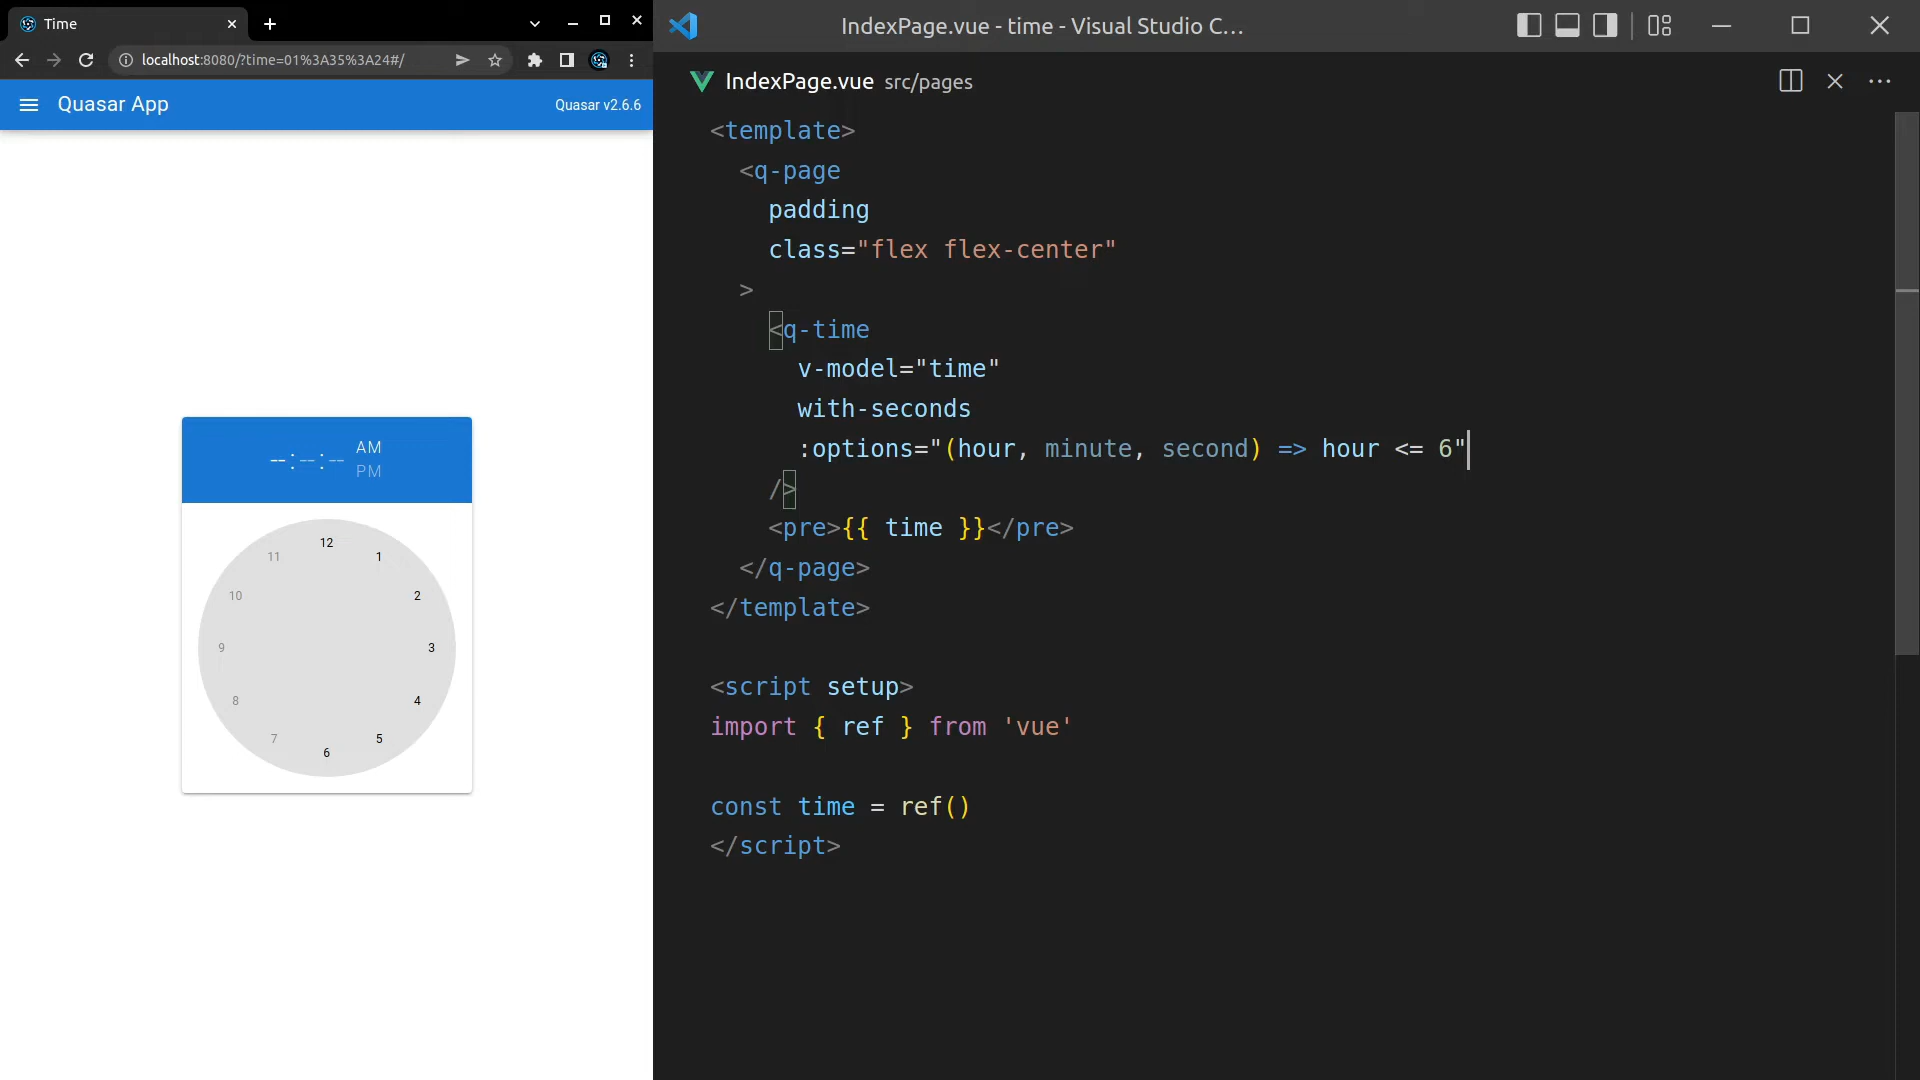 Time
localhost:8080/?time=01%3A35%3A24#/
Quasar App
Quasar v2.6.6
--:--:--
AM
PM
12
11
1
10
2
9
3
8
4
7
5
6
IndexPage.vue - time - Visual Studio C...
IndexPage.vue src/pages
<template>
<q-page
padding
class="flex flex-center"
>
<q-time
v-model="time"
with-seconds
:options="(hour, minute, second) => hour <= 6"
/>
<pre>{{ time }}</pre>
</q-page>
</template>
<script setup>
import { ref } from 'vue'
const time = ref()
</script>